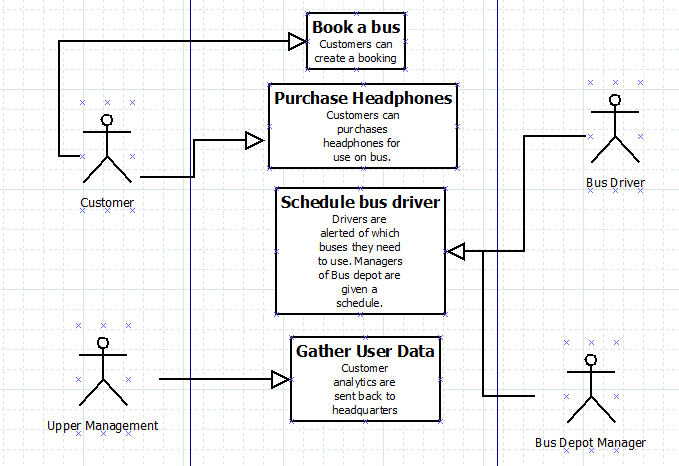 Book a bus
Customers can
create a booking
Purchase Headphones
Customers can
purchases
headphones for
use on bus.
Customer
Bus Driver
Schedule bus driver
Drivers are
alerted of which
buses they need
to use. Managers
of Bus depot are
given a
schedule.
Gather User Data
Customer
analytics are
sent back to
headquarters
Upper Management
Bus Depot Manager